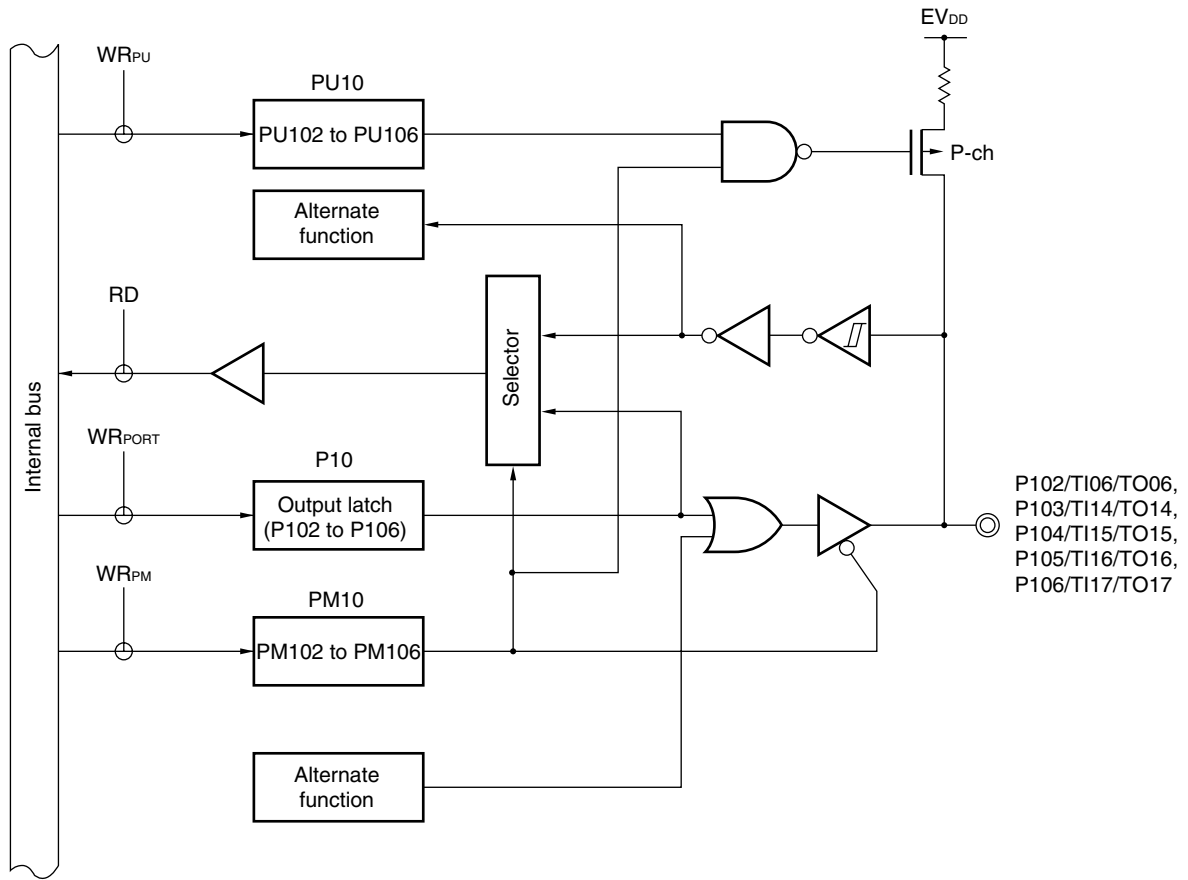 EVDD
WRPU
PU10
PU102 to PU106
P-ch
Alternate
function
RD
Selector
Internal bus
WRPORT
P10
Output latch
(P102 to P106)
P102/TI06/TO06,
P103/TI14/TO14,
P104/TI15/TO15,
P105/TI16/TO16,
P106/TI17/TO17
WRPM
PM10
PM102 to PM106
Alternate
function